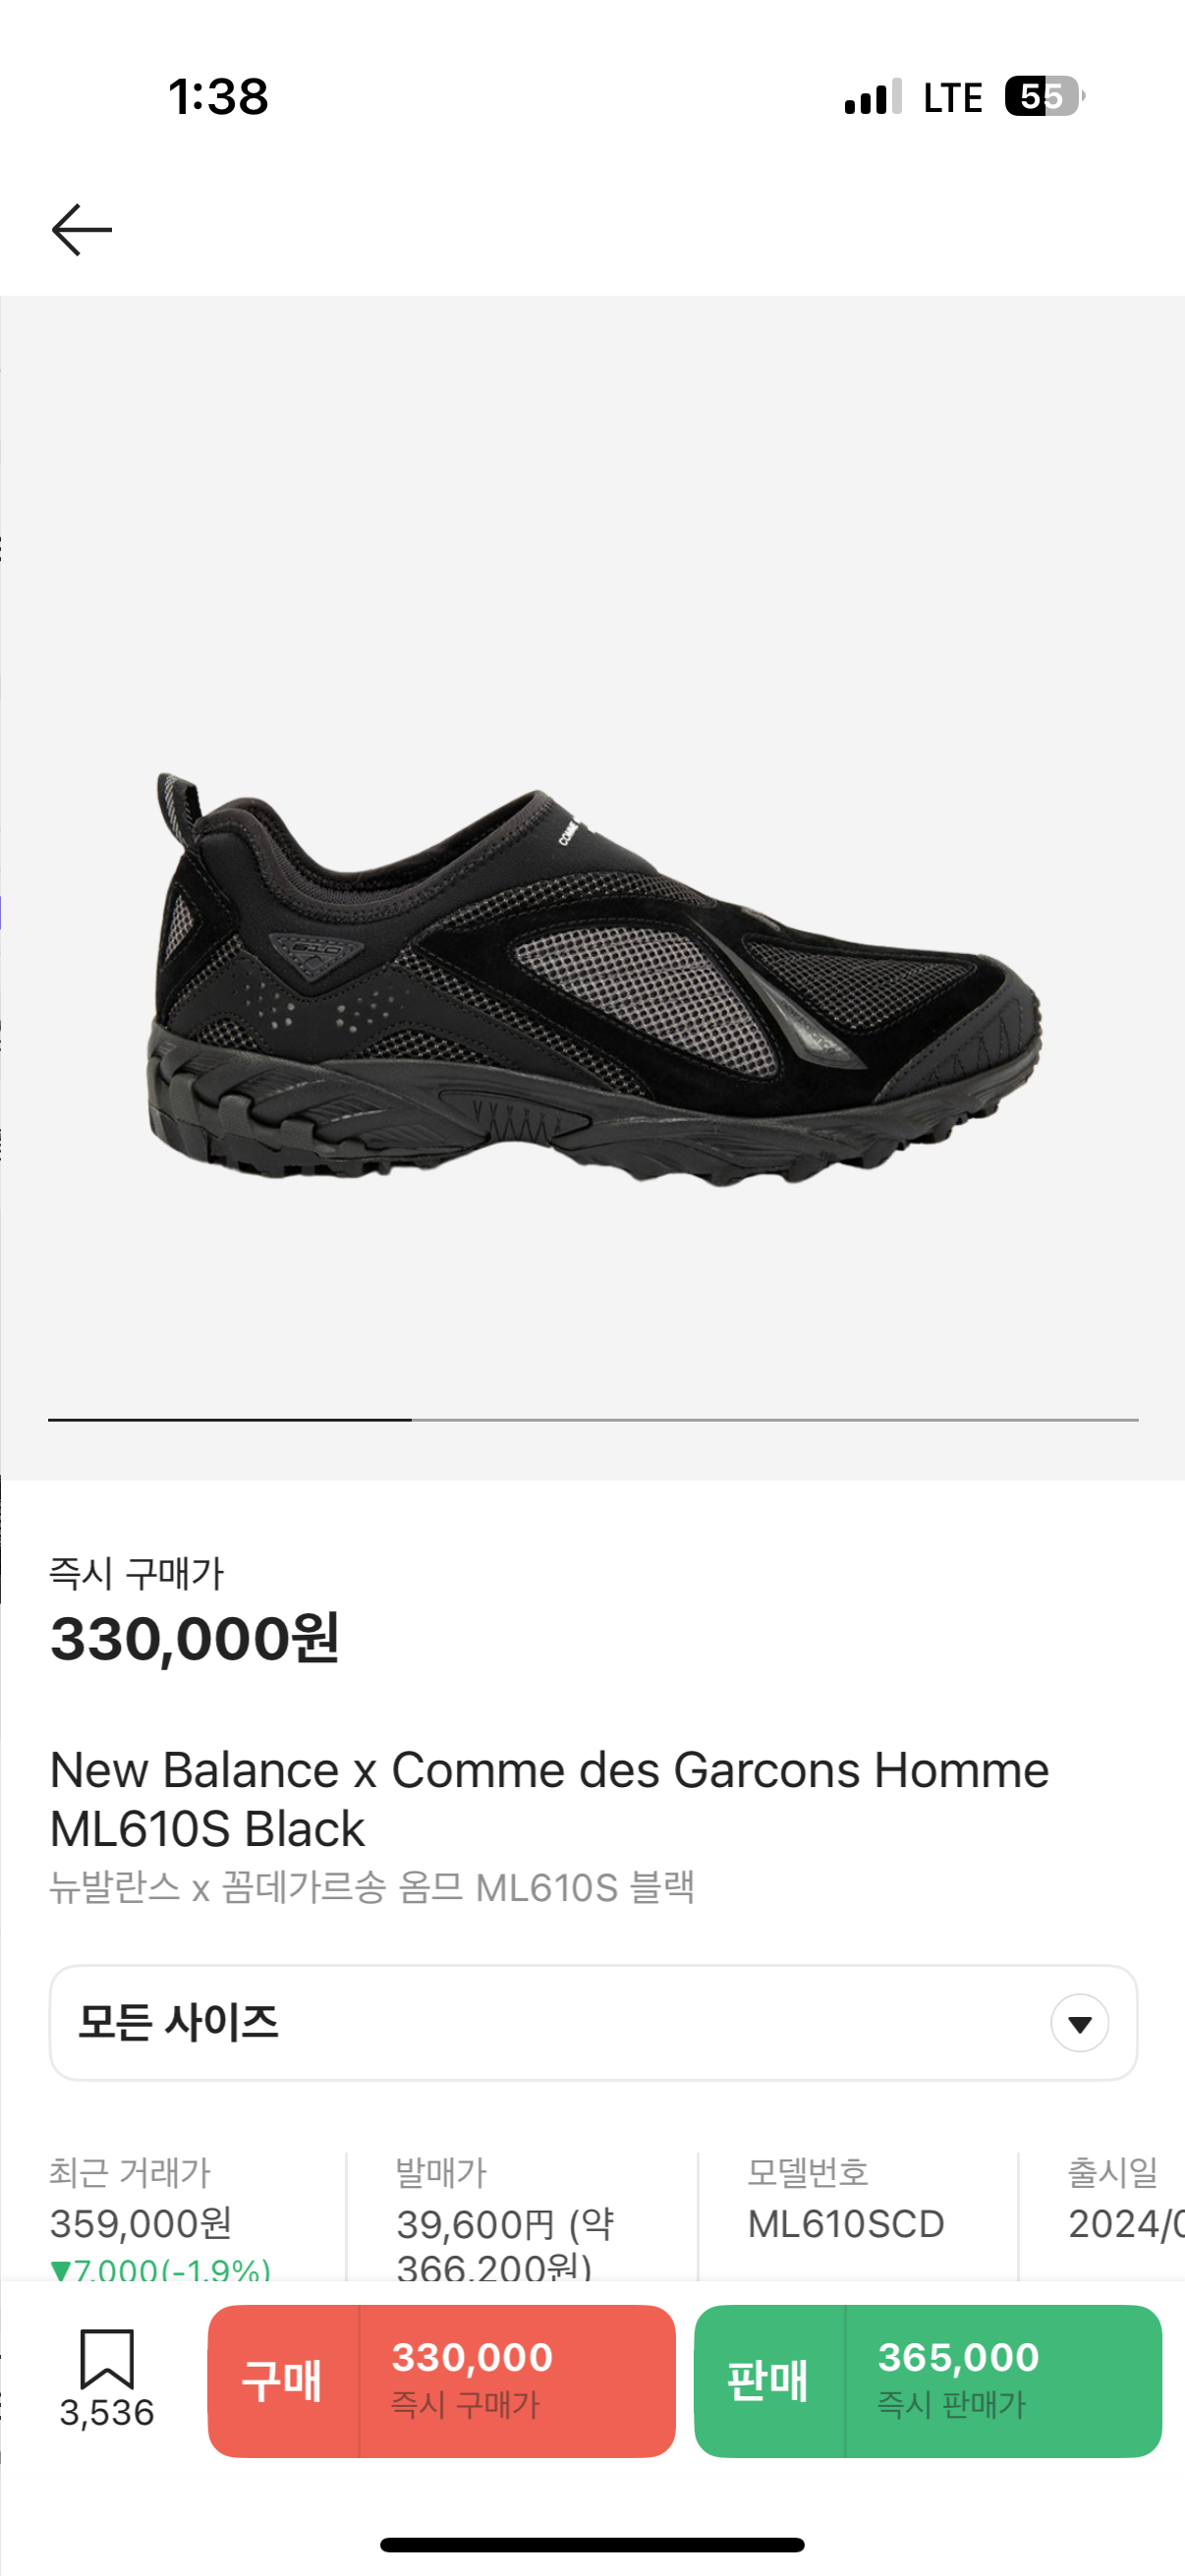 1:38
LTE 55
COMME
610
즉시 구매가
330,000원
New Balance x Comme des Garcons Homme
ML610S Black
뉴발란스 x 꼼데가르송 옴므 ML610S 블랙
모든 사이즈
최근 거래가
359,000원
▼7,000(-1.9%)
발매가
39,600円 (약
366,200원)
모델번호
ML610SCD
출시일
2024/0
3,536
구매
330,000
즉시 구매가
판매
365,000
즉시 판매가